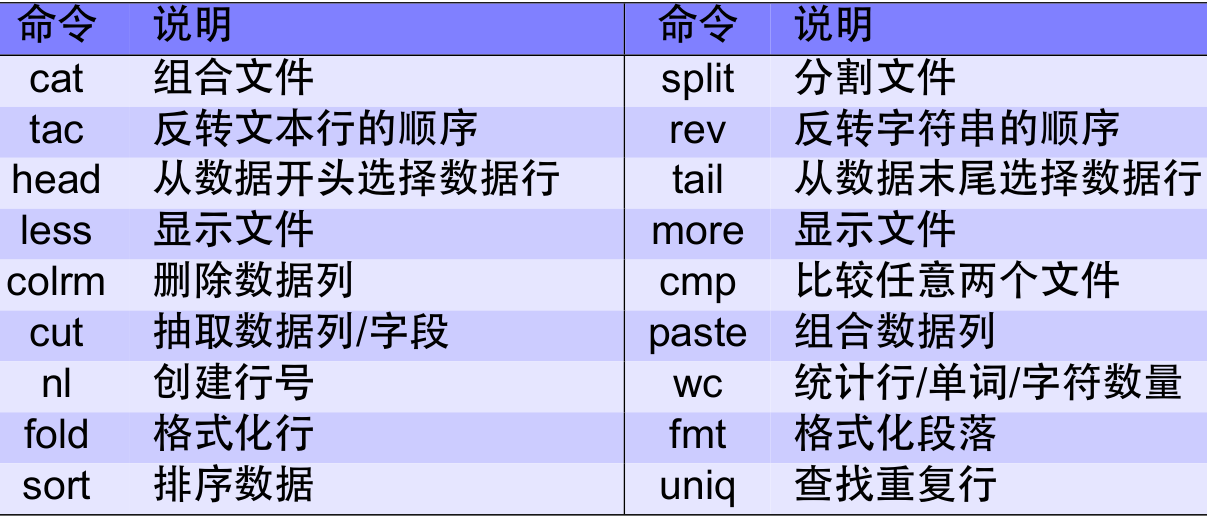 命令 说明 命令 说明
cat 组合文件 split 分割文件
tac 反转文本行的顺序 rev 反转字符串的顺序
head 从数据开头选择数据行 tail 从数据末尾选择数据行
less 显示文件 more 显示文件
colrm 删除数据列 cmp 比较任意两个文件
cut 抽取数据列/字段 paste 组合数据列
nl 创建行号 wc 统计行/单词/字符数量
fold 格式化行 fmt 格式化段落
sort 排序数据 uniq 查找重复行